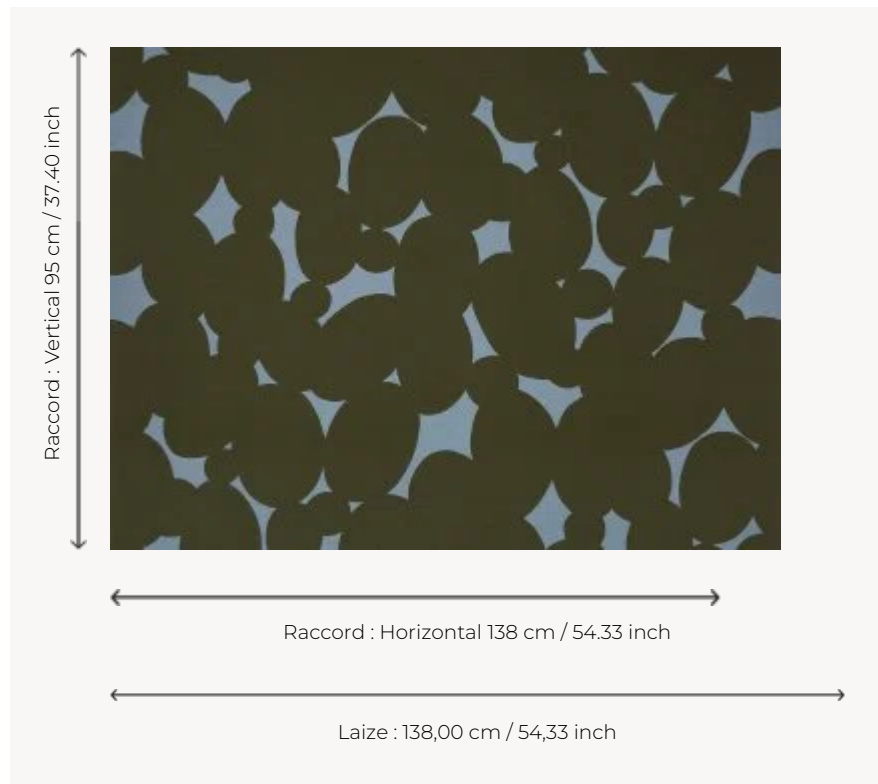 Raccord : Vertical 95 cm / 37.40 inch
Raccord : Horizontal 138 cm / 54.33 inch
Laize : 138,00 cm / 54,33 inch